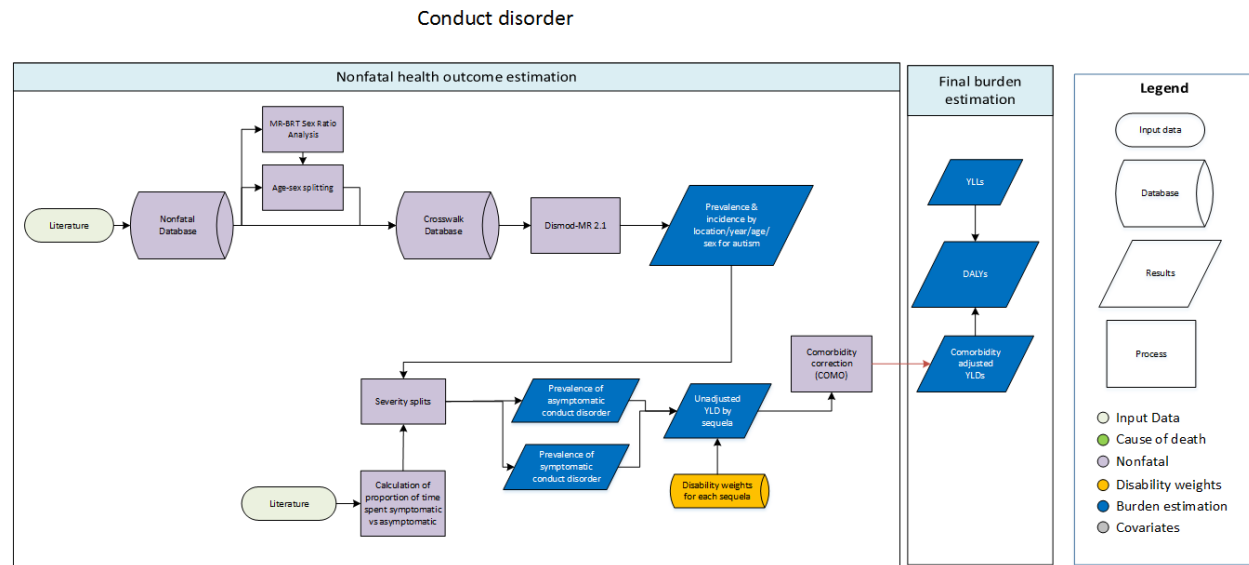 Conduct disorder
Nonfatal health outcome estimation
Final burden
estimation
Legend
MR-BRT Sex Ratio
Analysis
Age-sex splitting
Literature
Nonfatal
Database
Crosswalk
Database
Dismod-MR 2.1
Prevalence &
incidence by
location/year/age/
sex for autism
Severity splits
Prevalence of
asymptomatic
conduct disorder
Prevalence of
symptomatic
conduct disorder
Literature
Calculation of
proportion of time
spent symptomatic
vs asymptomatic
Unadjusted
YLD by
sequela
Disability weights
for each sequela
Comorbidity
correction
(COMO)
YLLs
DALYs
Comorbidity
adjusted
YLDs
Input data
Database
Results
Process
Input Data
Cause of death
Nonfatal
Disability weights
Burden estimation
Covariates